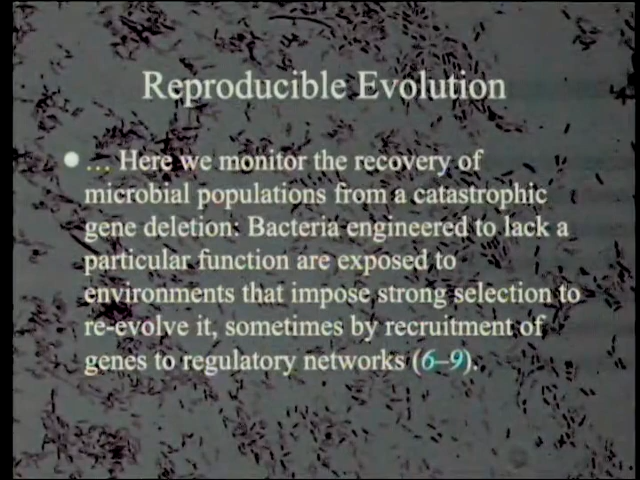 Reproducible Evolution
… Here we monitor the recovery of
microbial populations from a catastrophic
gene deletion: Bacteria engineered to lack a
particular function are exposed to
environments that impose strong selection to
re-evolve it, sometimes by recruitment of
genes to regulatory networks (6–9).